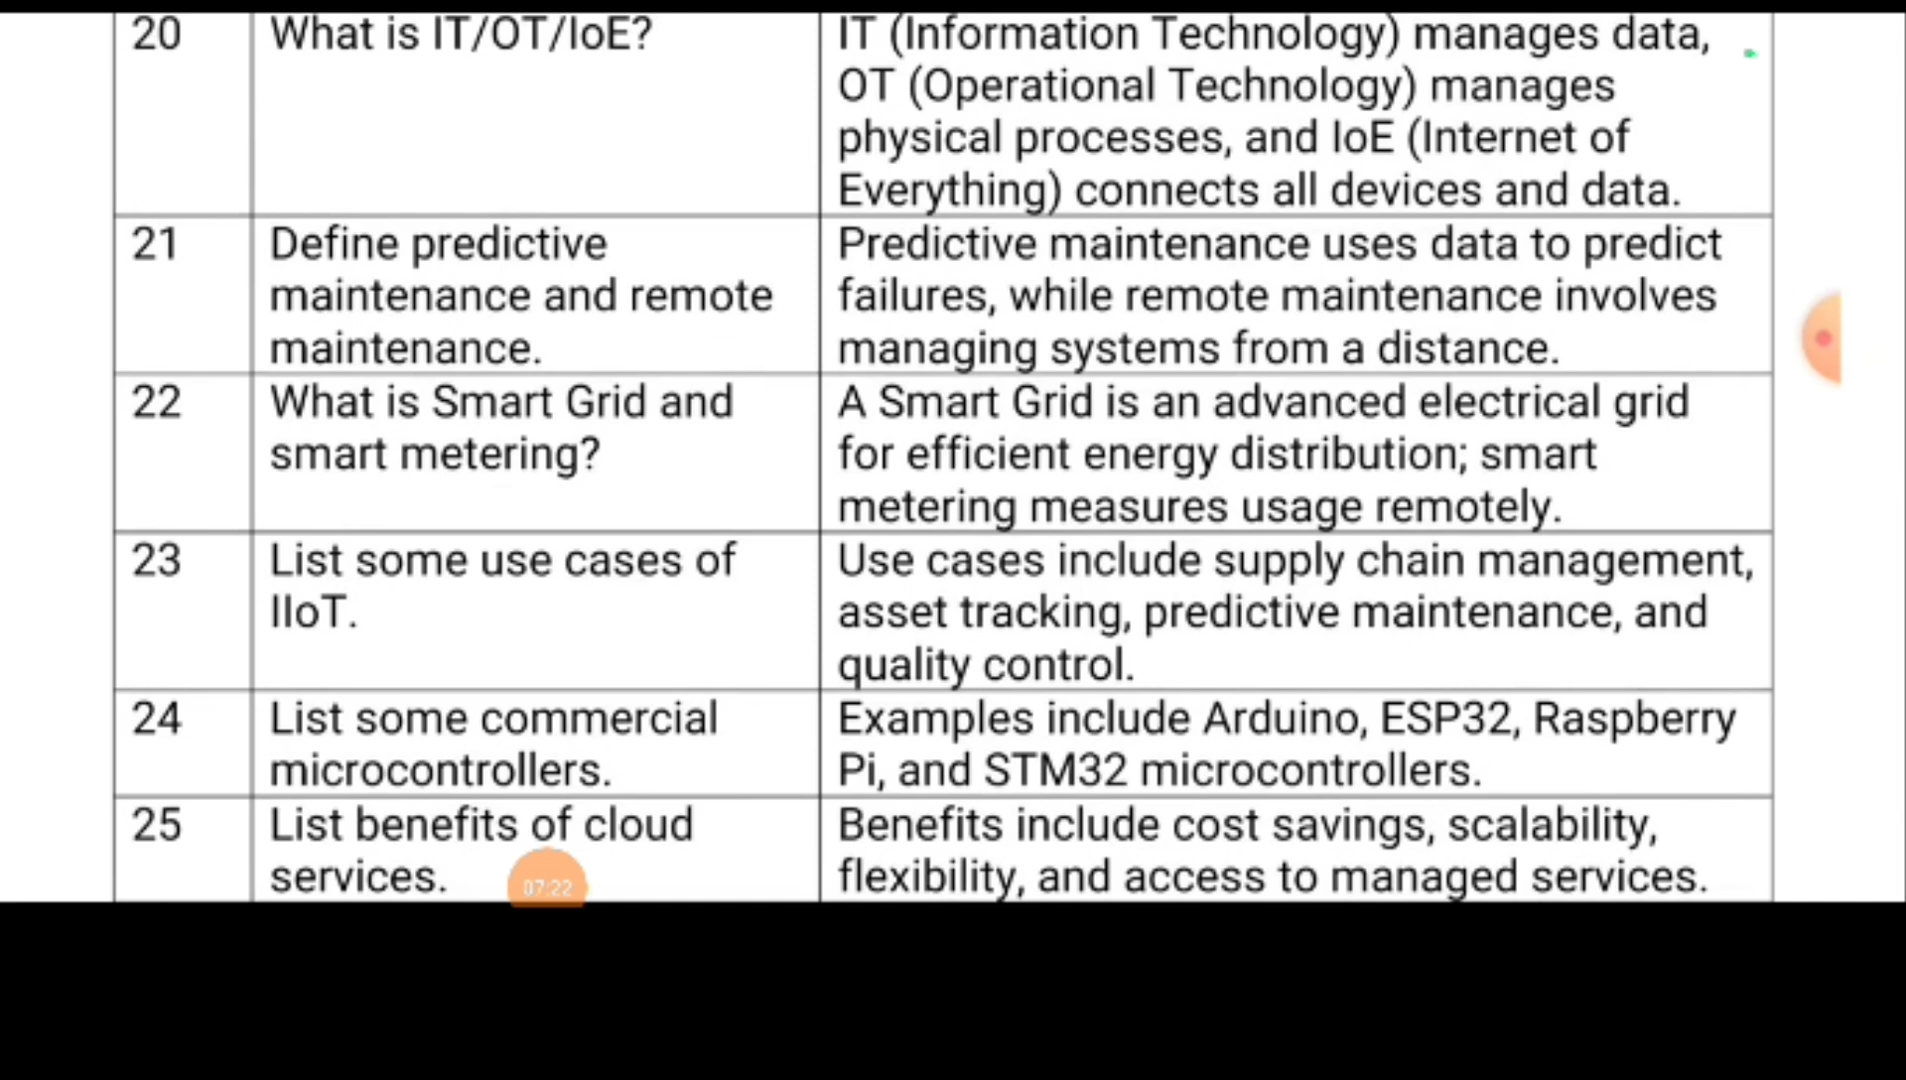 20
What is IT/OT/IoE?
IT (Information Technology) manages data,
OT (Operational Technology) manages
physical processes, and IoE (Internet of
Everything) connects all devices and data.
21
Define predictive
maintenance and remote
maintenance.
Predictive maintenance uses data to predict
failures, while remote maintenance involves
managing systems from a distance.
22
What is Smart Grid and
smart metering?
A Smart Grid is an advanced electrical grid
for efficient energy distribution; smart
metering measures usage remotely.
23
List some use cases of
IIoT.
Use cases include supply chain management,
asset tracking, predictive maintenance, and
quality control.
24
List some commercial
microcontrollers.
Examples include Arduino, ESP32, Raspberry
Pi, and STM32 microcontrollers.
25
List benefits of cloud
services.
Benefits include cost savings, scalability,
flexibility, and access to managed services.
07:22